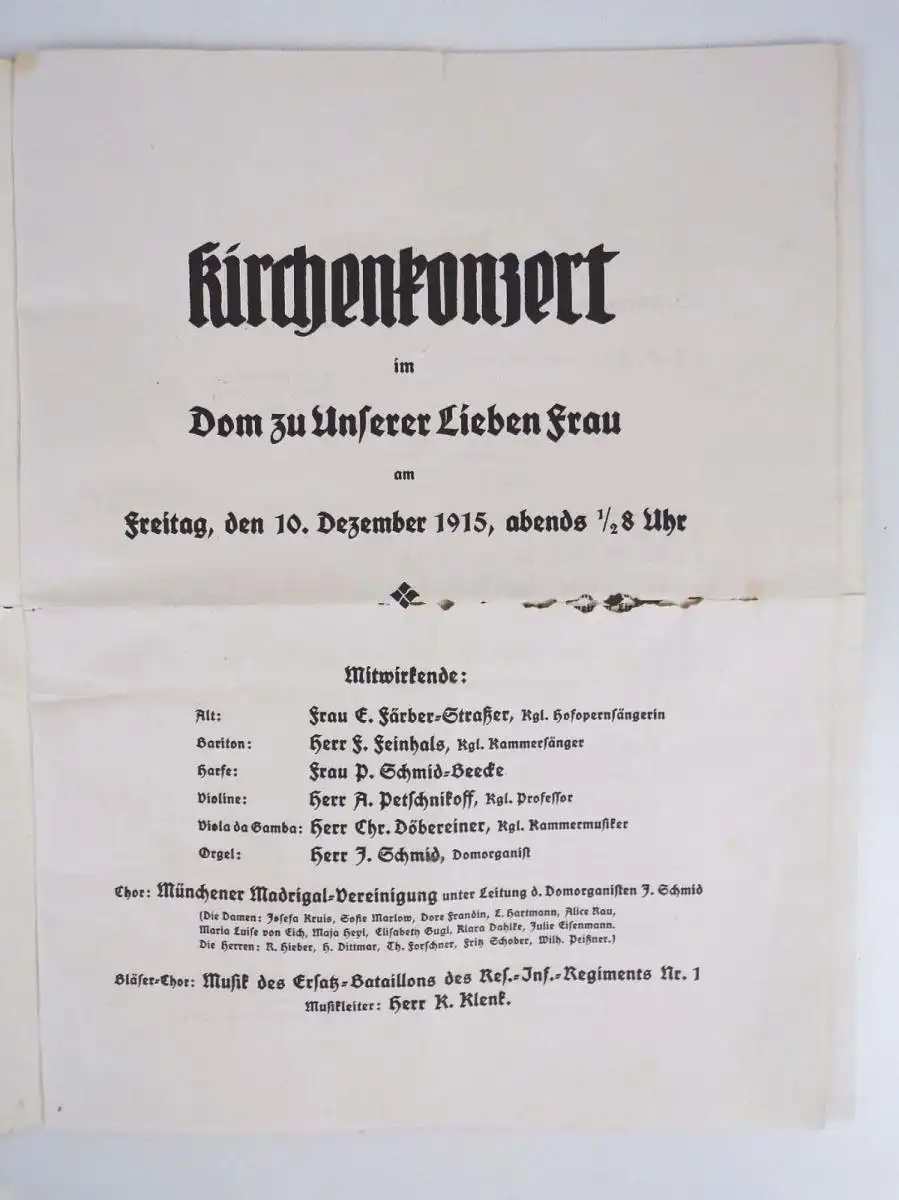 Kirchenkonzert
im
Dom zu Unserer Lieben Frau
am
Freitag, den 10. Dezember 1915, abends ½8 Uhr
Mitwirkende:
Alt: Frau E. Färber-Straßer, Kgl. Hofopernsängerin
Bariton: Herr F. Feinhals, Kgl. Kammersänger
Harfe: Frau P. Schmid-Beecke
Violine: Herr A. Petschnikoff, Kgl. Professor
Viola da Gamba: Herr Chr. Döbereiner, Kgl. Kammermusiker
Orgel: Herr J. Schmid, Domorganist
Chor: Münchener Madrigal-Vereinigung unter Leitung d. Domorganisten J. Schmid
(Die Damen: Josefa Kruis, Sofie Marlow, Dore Frandin, L. Hartmann, Alice Rau,
Maria Luise von Eich, Maja Heyl, Elisabeth Gugl, Klara Dahlke, Julie Eisenmann.
Die Herren: R. Hieber, H. Dittmar, Th. Forschner, Fritz Schober, Wilh. Peißner.)
Bläser-Chor: Musik des Ersatz-Bataillons des Res.-Inf.-Regiments Nr. 1
Musikleiter: Herr K. Klenk.